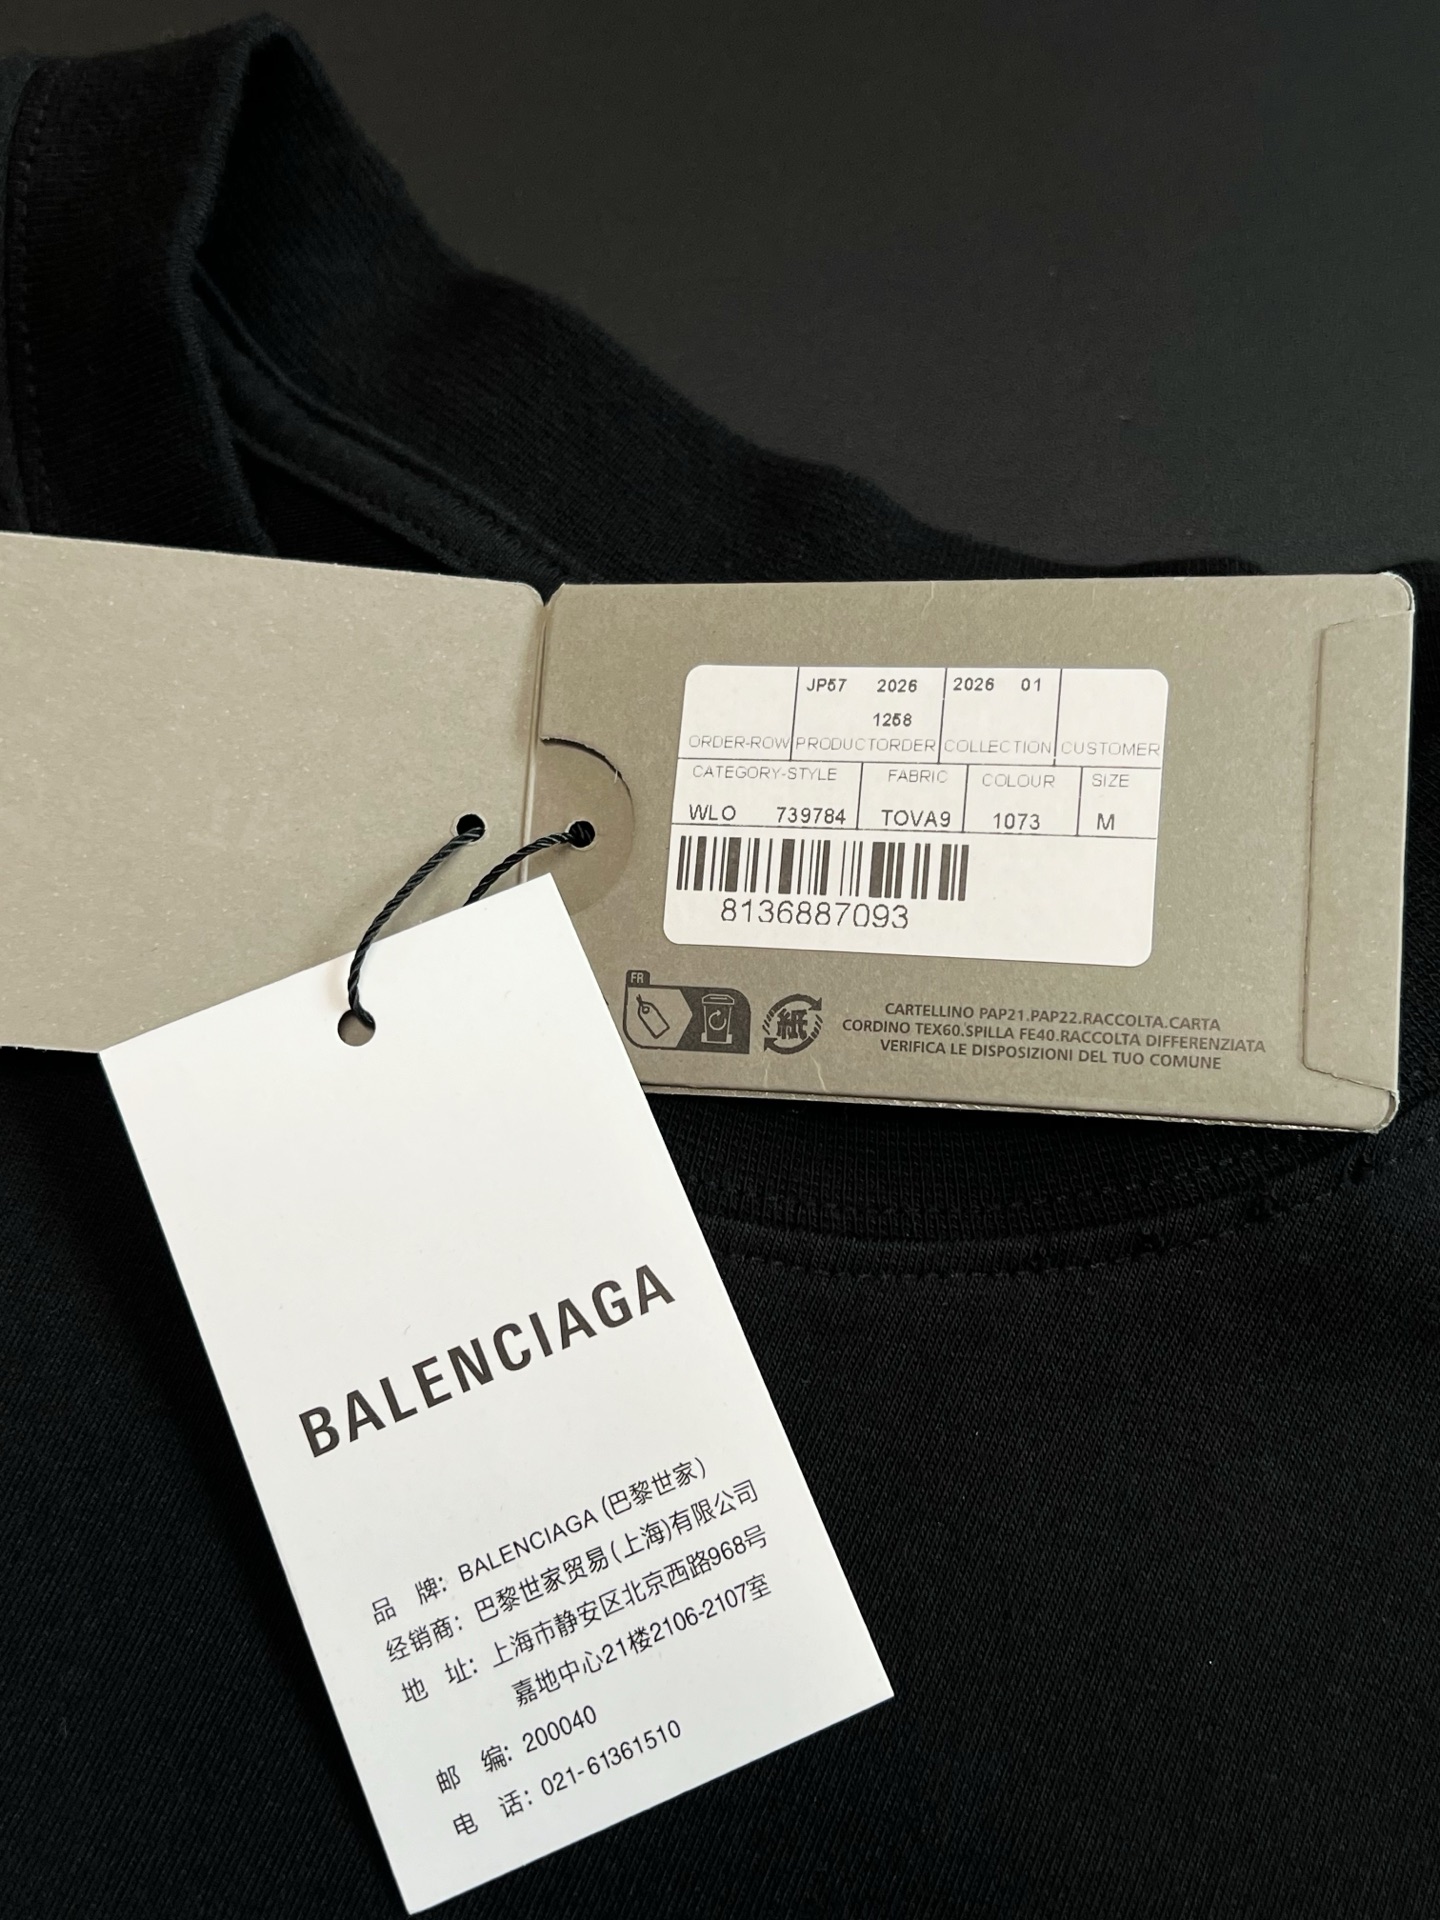 JP57 2026 2026 01
1258
ORDER-ROW PRODUCTORDER COLLECTION CUSTOMER
CATEGORY-STYLE FABRIC COLOUR SIZE
WLO 739784 TOVA9 1073 M
8136887093
FR
紙
CARTELLINO PAP21.PAP22.RACCOLTA.CARTA
CORDINO TEX60.SPILLA FE40.RACCOLTA DIFFERENZIATA
VERIFICA LE DISPOSIZIONI DEL TUO COMUNE
BALENCIAGA
品 牌: BALENCIAGA (巴黎世家)
经销商: 巴黎世家贸易(上海)有限公司
地 址: 上海市静安区北京西路968号
嘉地中心21楼2106-2107室
邮 编: 200040
电 话: 021-61361510